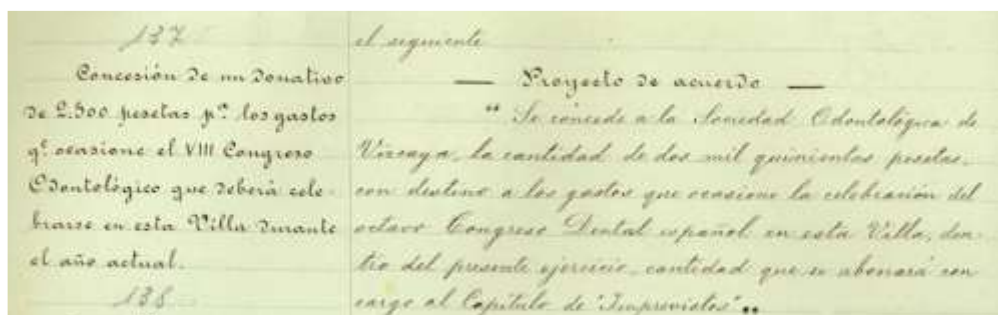 137
Concesión de un donativo
de 2.500 pesetas pª los gastos
qᵉ ocasione el VIII Congreso
Odontológico que deberá cele-
brarse en esta Villa durante
el año actual.
138
el siguiente
— Proyecto de acuerdo —
"Se concede a la Sociedad Odontológica de
Vizcaya, la cantidad de dos mil quinientas pesetas,
con destino a los gastos que ocasione la celebración del
octavo Congreso Dental español en esta Villa, den-
tro del presente ejercicio, cantidad que se abonará con
cargo al Capítulo de "Imprevistos""